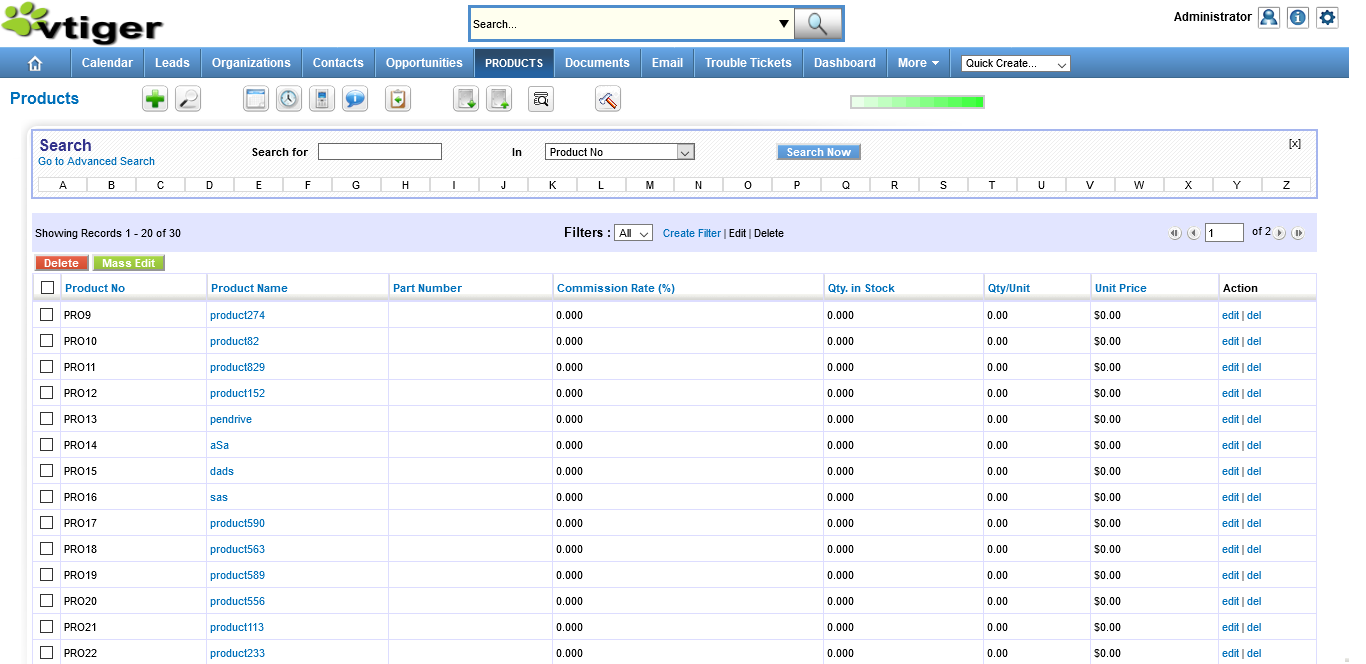 vtiger
Search...
Administrator
Calendar Leads Organizations Contacts Opportunities PRODUCTS Documents Email Trouble Tickets Dashboard More Quick Create...
Products
Search
Go to Advanced Search
Search for In Product No Search Now [x]
A B C D E F G H I J K L M N O P Q R S T U V W X Y Z
Showing Records 1 - 20 of 30 Filters : All Create Filter | Edit | Delete 1 of 2
Delete Mass Edit
Product No Product Name Part Number Commission Rate (%) Qty. in Stock Qty/Unit Unit Price Action
PRO9 product274 0.000 0.000 0.00 $0.00 edit | del
PRO10 product82 0.000 0.000 0.00 $0.00 edit | del
PRO11 product829 0.000 0.000 0.00 $0.00 edit | del
PRO12 product152 0.000 0.000 0.00 $0.00 edit | del
PRO13 pendrive 0.000 0.000 0.00 $0.00 edit | del
PRO14 aSa 0.000 0.000 0.00 $0.00 edit | del
PRO15 dads 0.000 0.000 0.00 $0.00 edit | del
PRO16 sas 0.000 0.000 0.00 $0.00 edit | del
PRO17 product590 0.000 0.000 0.00 $0.00 edit | del
PRO18 product563 0.000 0.000 0.00 $0.00 edit | del
PRO19 product589 0.000 0.000 0.00 $0.00 edit | del
PRO20 product556 0.000 0.000 0.00 $0.00 edit | del
PRO21 product113 0.000 0.000 0.00 $0.00 edit | del
PRO22 product233 0.000 0.000 0.00 $0.00 edit | del